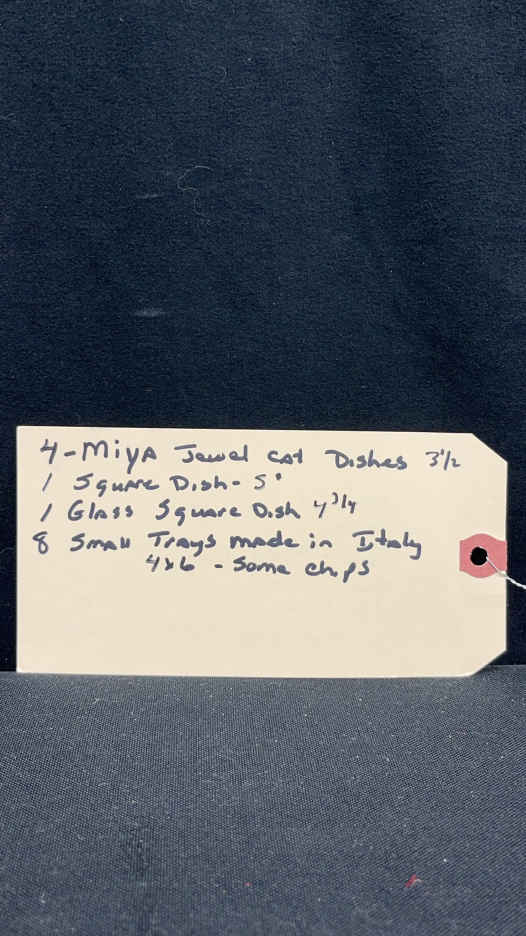 4-Miya Jewel cat Dishes 3 1/2
1 Square Dish- 5"
1 Glass Square Dish 4 3/4
8 Small Trays made in Italy
4x6 - Some chips